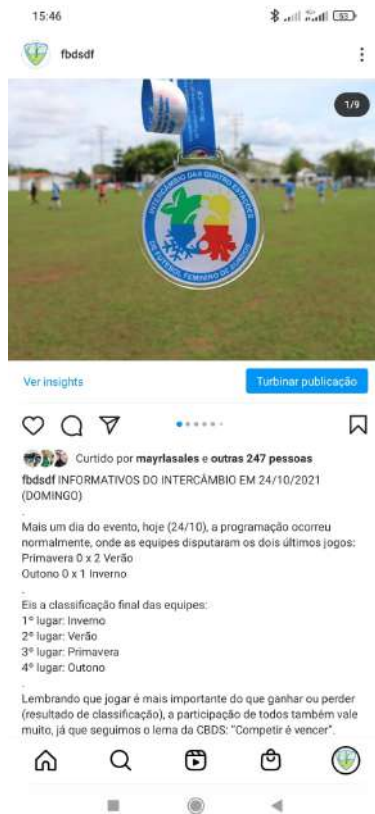 15:46
53
fbdsdf
1/9
INTERCÂMBIO DAS QUATRO ESTAÇÕES
DE FUTEBOL FEMININO DE SURDOS
Ver insights
Turbinar publicação
Curtido por mayrlasales e outras 247 pessoas
fbdsdf INFORMATIVOS DO INTERCÂMBIO EM 24/10/2021
(DOMINGO)
.
Mais um dia do evento, hoje (24/10), a programação ocorreu
normalmente, onde as equipes disputaram os dois últimos jogos:
Primavera 0 x 2 Verão
Outono 0 x 1 Inverno
.
Eis a classificação final das equipes:
1º lugar: Inverno
2º lugar: Verão
3º lugar: Primavera
4º lugar: Outono
.
Lembrando que jogar é mais importante do que ganhar ou perder
(resultado de classificação), a participação de todos também vale
muito, já que seguimos o lema da CBDS: "Competir é vencer".